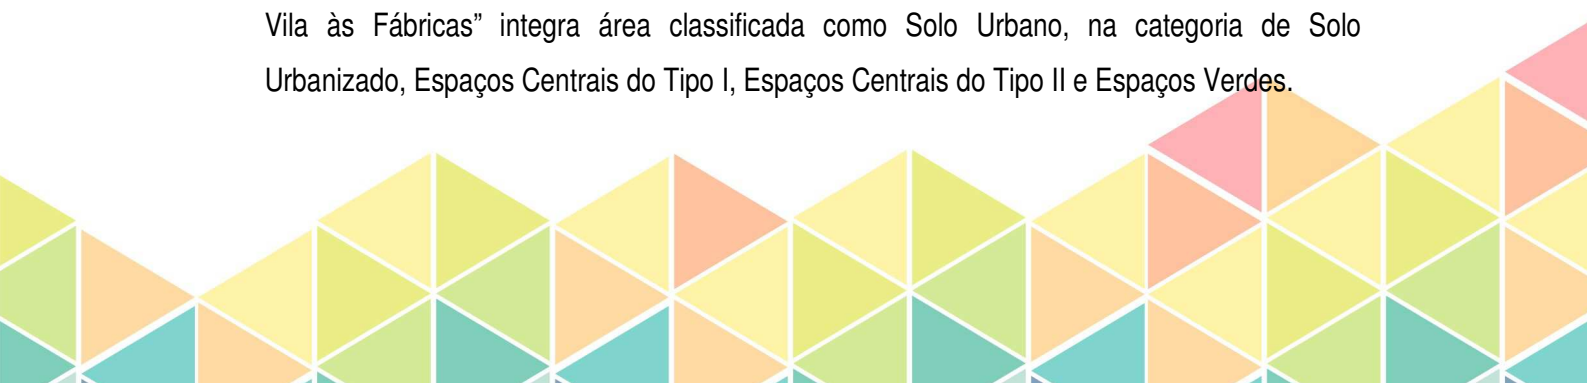 Vila às Fábricas” integra área classificada como Solo Urbano, na categoria de Solo
Urbanizado, Espaços Centrais do Tipo I, Espaços Centrais do Tipo II e Espaços Verdes.